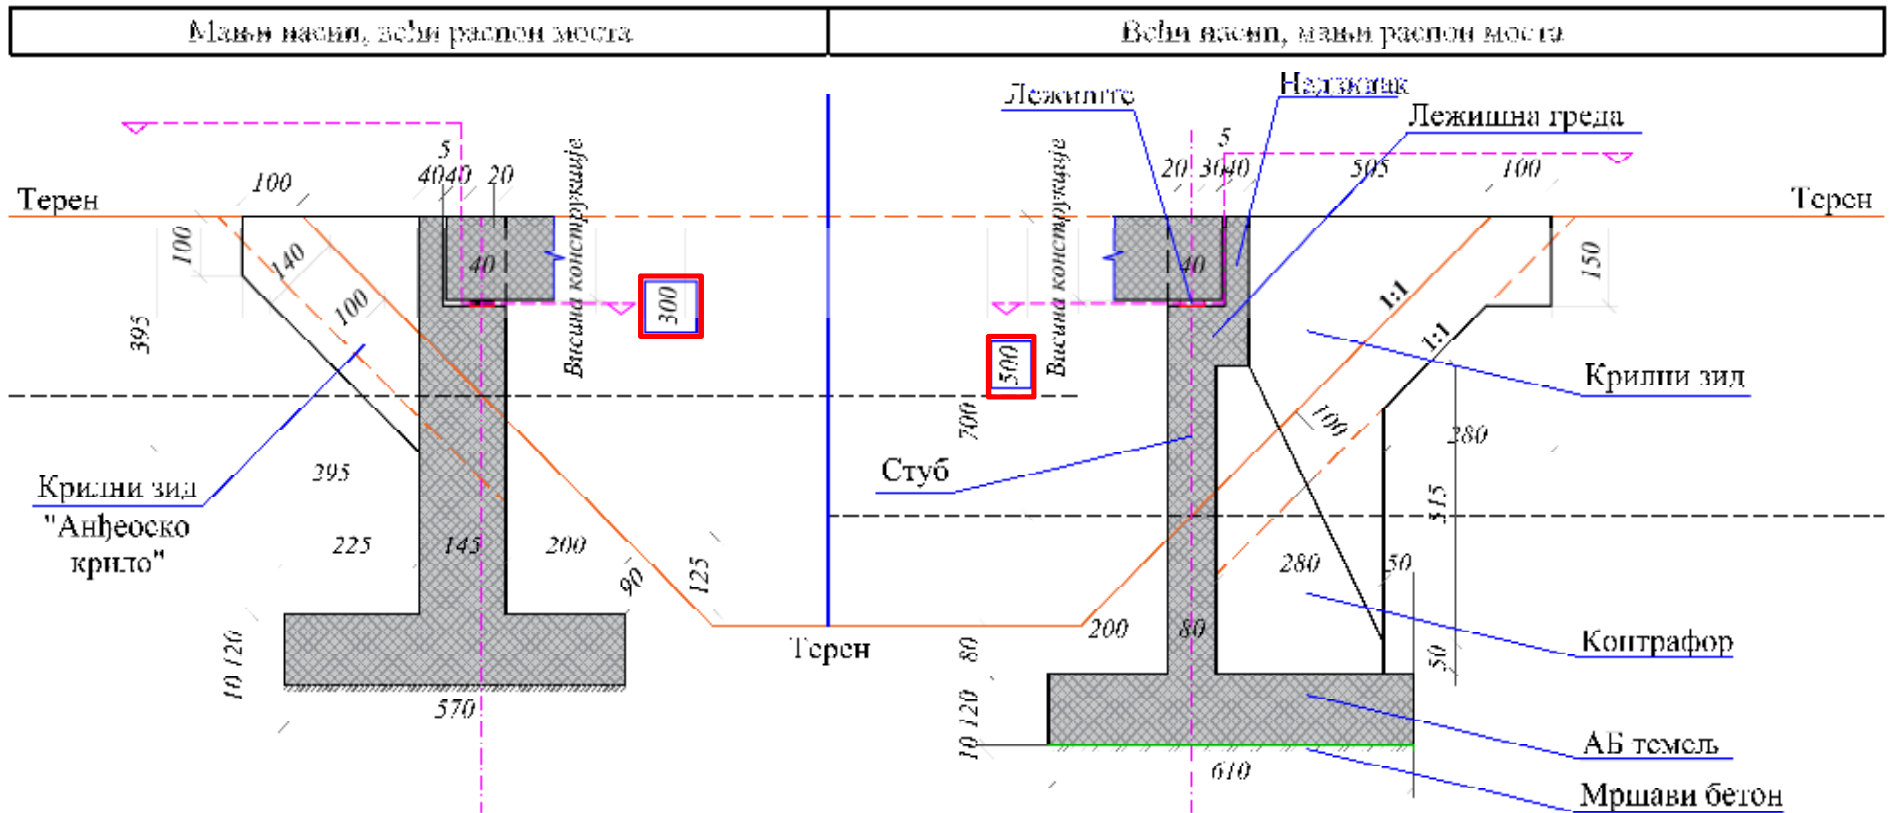 Мањи насип, већи распон моста
Већи насип, мањи распон моста
Лежиште
Надзидак
Лежишна греда
5
40 40 20
100
Терен
100
140
100
395
40
Висина конструкције
300
395
Крилни зид
"Анђеоско
крило"
225
145
200
90
125
10 120
570
Терен
5
20 30 40
505
100
Терен
Висина конструкције
40
150
1:1
1:1
500
700
Крилни зид
100
280
Стуб
315
280
50
200
80
80
Контрафор
50
10 120
АБ темељ
610
Мршави бетон